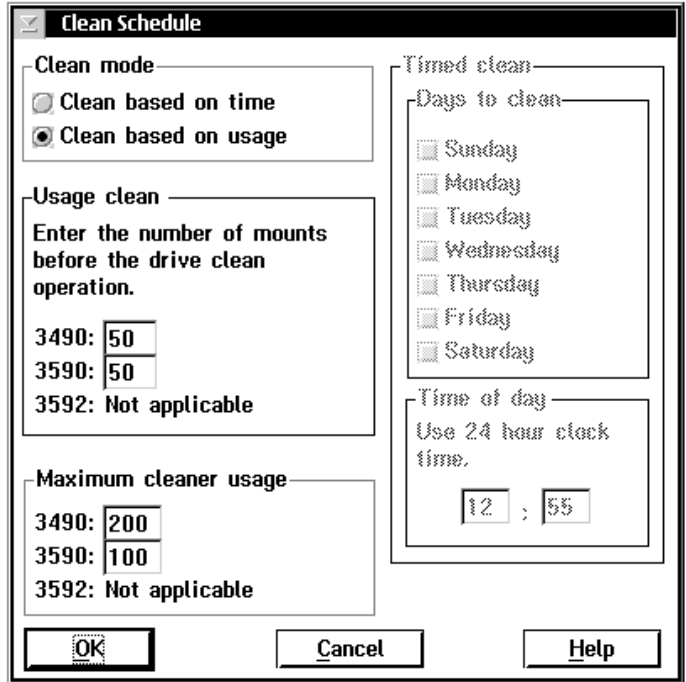 Clean Schedule
Clean mode
Clean based on time
Clean based on usage
Usage clean
Enter the number of mounts
before the drive clean
operation.
3490: 50
3590: 50
3592: Not applicable
Maximum cleaner usage
3490: 200
3590: 100
3592: Not applicable
Timed clean
Days to clean
Sunday
Monday
Tuesday
Wednesday
Thursday
Friday
Saturday
Time of day
Use 24 hour clock
time.
12 : 55
OK Cancel Help